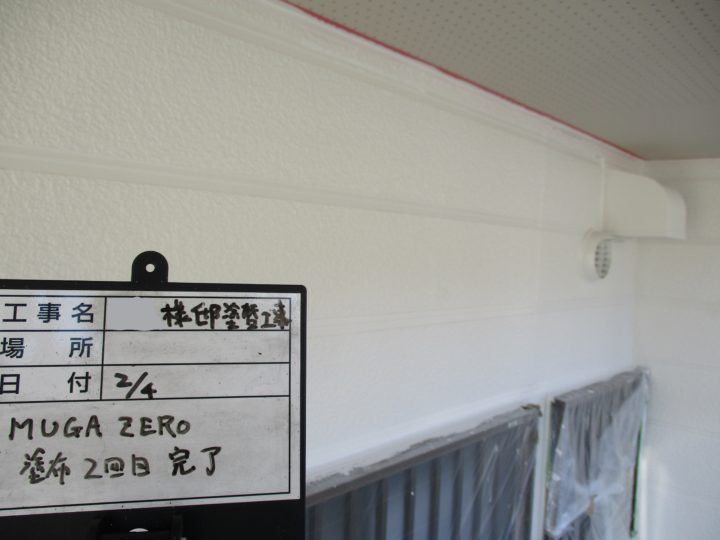 工事名 様邸塗替工事
場所
日付 2/4
MUGA ZERO
塗布2回目 完了